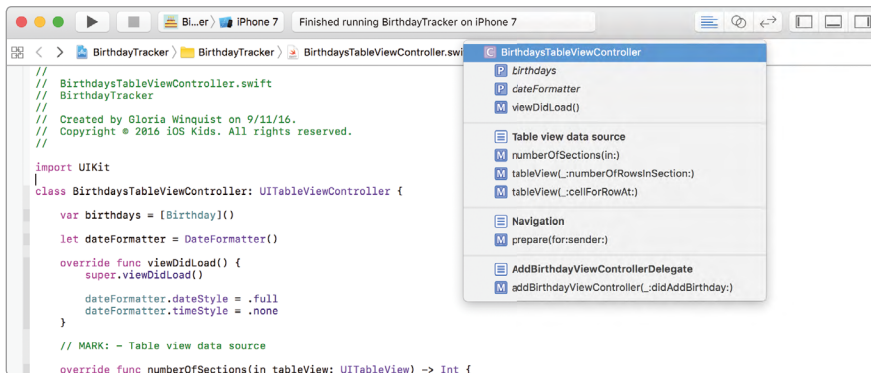 Bi...er iPhone 7 Finished running BirthdayTracker on iPhone 7
BirthdayTracker BirthdayTracker BirthdaysTableViewController.swi
C BirthdaysTableViewController
P birthdays
P dateFormatter
M viewDidLoad()
Table view data source
M numberOfSections(in:)
M tableView(_:numberOfRowsInSection:)
M tableView(_:cellForRowAt:)
Navigation
M prepare(for:sender:)
AddBirthdayViewControllerDelegate
M addBirthdayViewController(_:didAddBirthday:)
//
// BirthdaysTableViewController.swift
// BirthdayTracker
//
// Created by Gloria Winquist on 9/11/16.
// Copyright © 2016 iOS Kids. All rights reserved.
//
import UIKit
class BirthdaysTableViewController: UITableViewController {
var birthdays = [Birthday]()
let dateFormatter = DateFormatter()
override func viewDidLoad() {
super.viewDidLoad()
dateFormatter.dateStyle = .full
dateFormatter.timeStyle = .none
}
// MARK: - Table view data source
override func numberOfSections(in tableView: UITableView) -> Int {